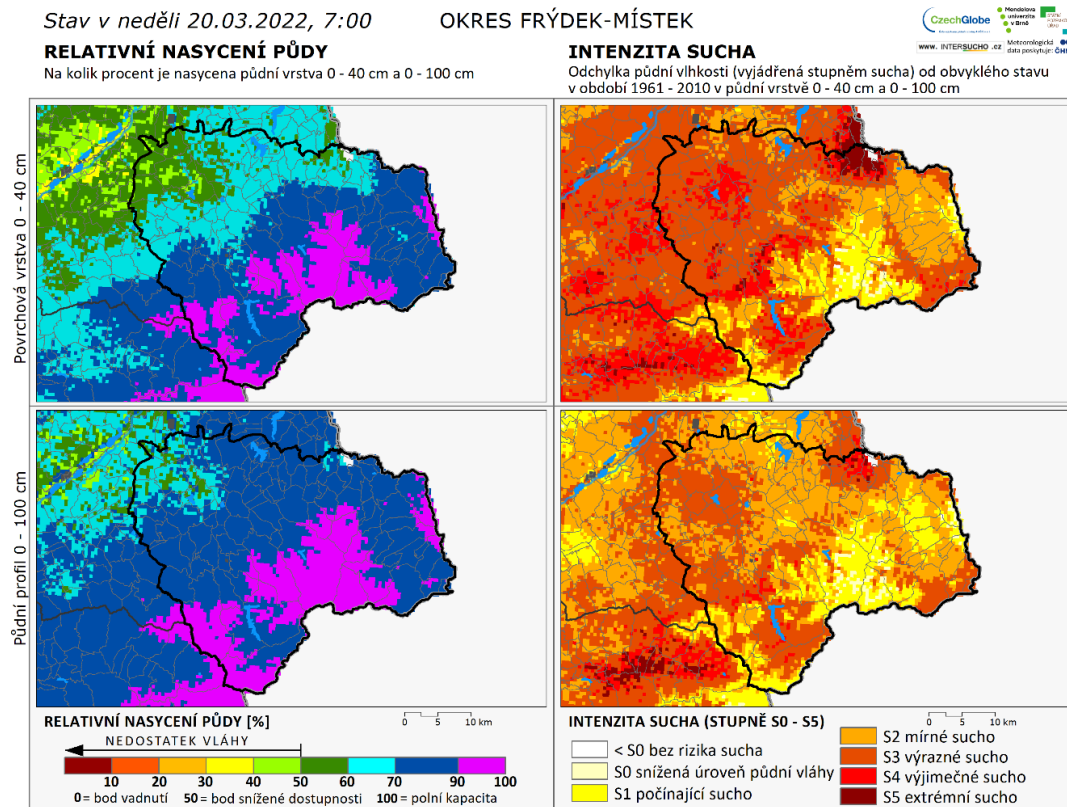 Stav v neděli 20.03.2022, 7:00
OKRES FRÝDEK-MÍSTEK
CzechGlobe
Mendelova
univerzita
v Brně
www. INTERSUCHO .cz
Meteorologická
data poskytuje:
RELATIVNÍ NASYCENÍ PŮDY
Na kolik procent je nasycena půdní vrstva 0 - 40 cm a 0 - 100 cm
INTENZITA SUCHA
Odchylka půdní vlhkosti (vyjádřená stupněm sucha) od obvyklého stavu
v období 1961 - 2010 v půdní vrstvě 0 - 40 cm a 0 - 100 cm
Povrchová vrstva 0 - 40 cm
Půdní profil 0 - 100 cm
RELATIVNÍ NASYCENÍ PŮDY [%]
0 5 10 km
NEDOSTATEK VLÁHY
10 20 30 40 50 60 70 80 90 100
0 = bod vadnutí 50 = bod snížené dostupnosti 100 = polní kapacita
INTENZITA SUCHA (STUPNĚ S0 - S5)
0 5 10 km
< S0 bez rizika sucha
S0 snížená úroveň půdní vláhy
S1 počínající sucho
S2 mírné sucho
S3 výrazné sucho
S4 výjimečné sucho
S5 extrémní sucho